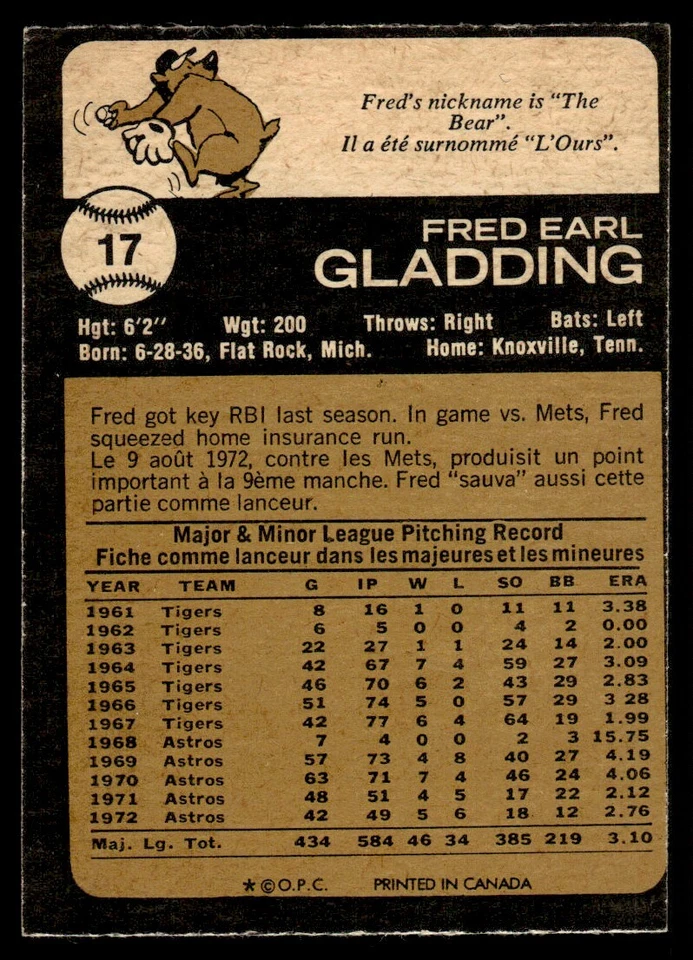 Fred's nickname is "The
Bear".
Il a été surnommé "L'Ours".
17
FRED EARL
GLADDING
Hgt: 6'2" Wgt: 200 Throws: Right Bats: Left
Born: 6-28-36, Flat Rock, Mich. Home: Knoxville, Tenn.
Fred got key RBI last season. In game vs. Mets, Fred
squeezed home insurance run.
Le 9 août 1972, contre les Mets, produisit un point
important à la 9ème manche. Fred "sauva" aussi cette
partie comme lanceur.
Major & Minor League Pitching Record
Fiche comme lanceur dans les majeures et les mineures
YEAR TEAM G IP W L SO BB ERA
1961 Tigers 8 16 1 0 11 11 3.38
1962 Tigers 6 5 0 0 4 2 0.00
1963 Tigers 22 27 1 1 24 14 2.00
1964 Tigers 42 67 7 4 59 27 3.09
1965 Tigers 46 70 6 2 43 29 2.83
1966 Tigers 51 74 5 0 57 29 3 28
1967 Tigers 42 77 6 4 64 19 1.99
1968 Astros 7 4 0 0 2 3 15.75
1969 Astros 57 73 4 8 40 27 4.19
1970 Astros 63 71 7 4 46 24 4.06
1971 Astros 48 51 4 5 17 22 2.12
1972 Astros 42 49 5 6 18 12 2.76
Maj. Lg. Tot. 434 584 46 34 385 219 3.10
★ © O.P.C. PRINTED IN CANADA